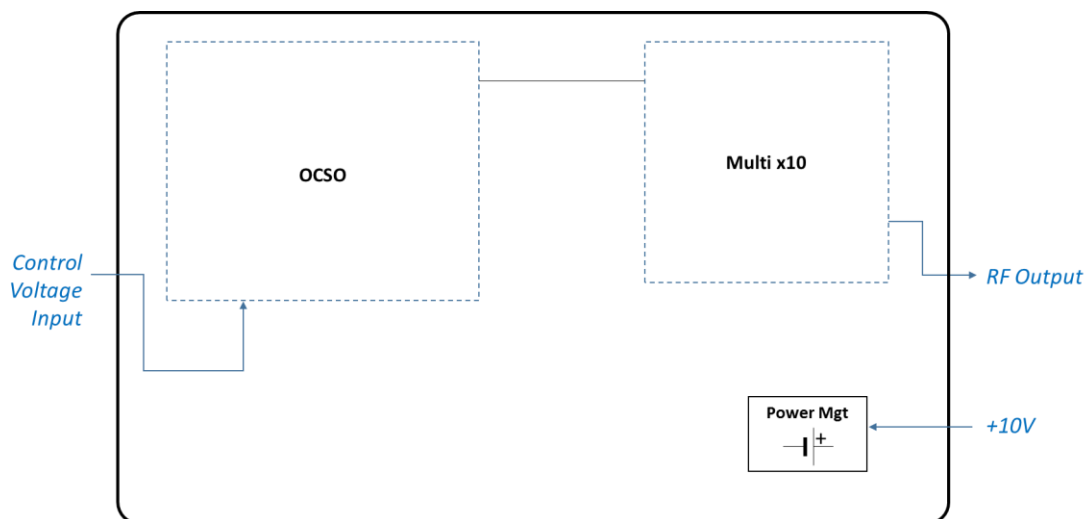 OCSO
Multi x10
Control
Voltage
Input
RF Output
Power Mgt
+
+10V